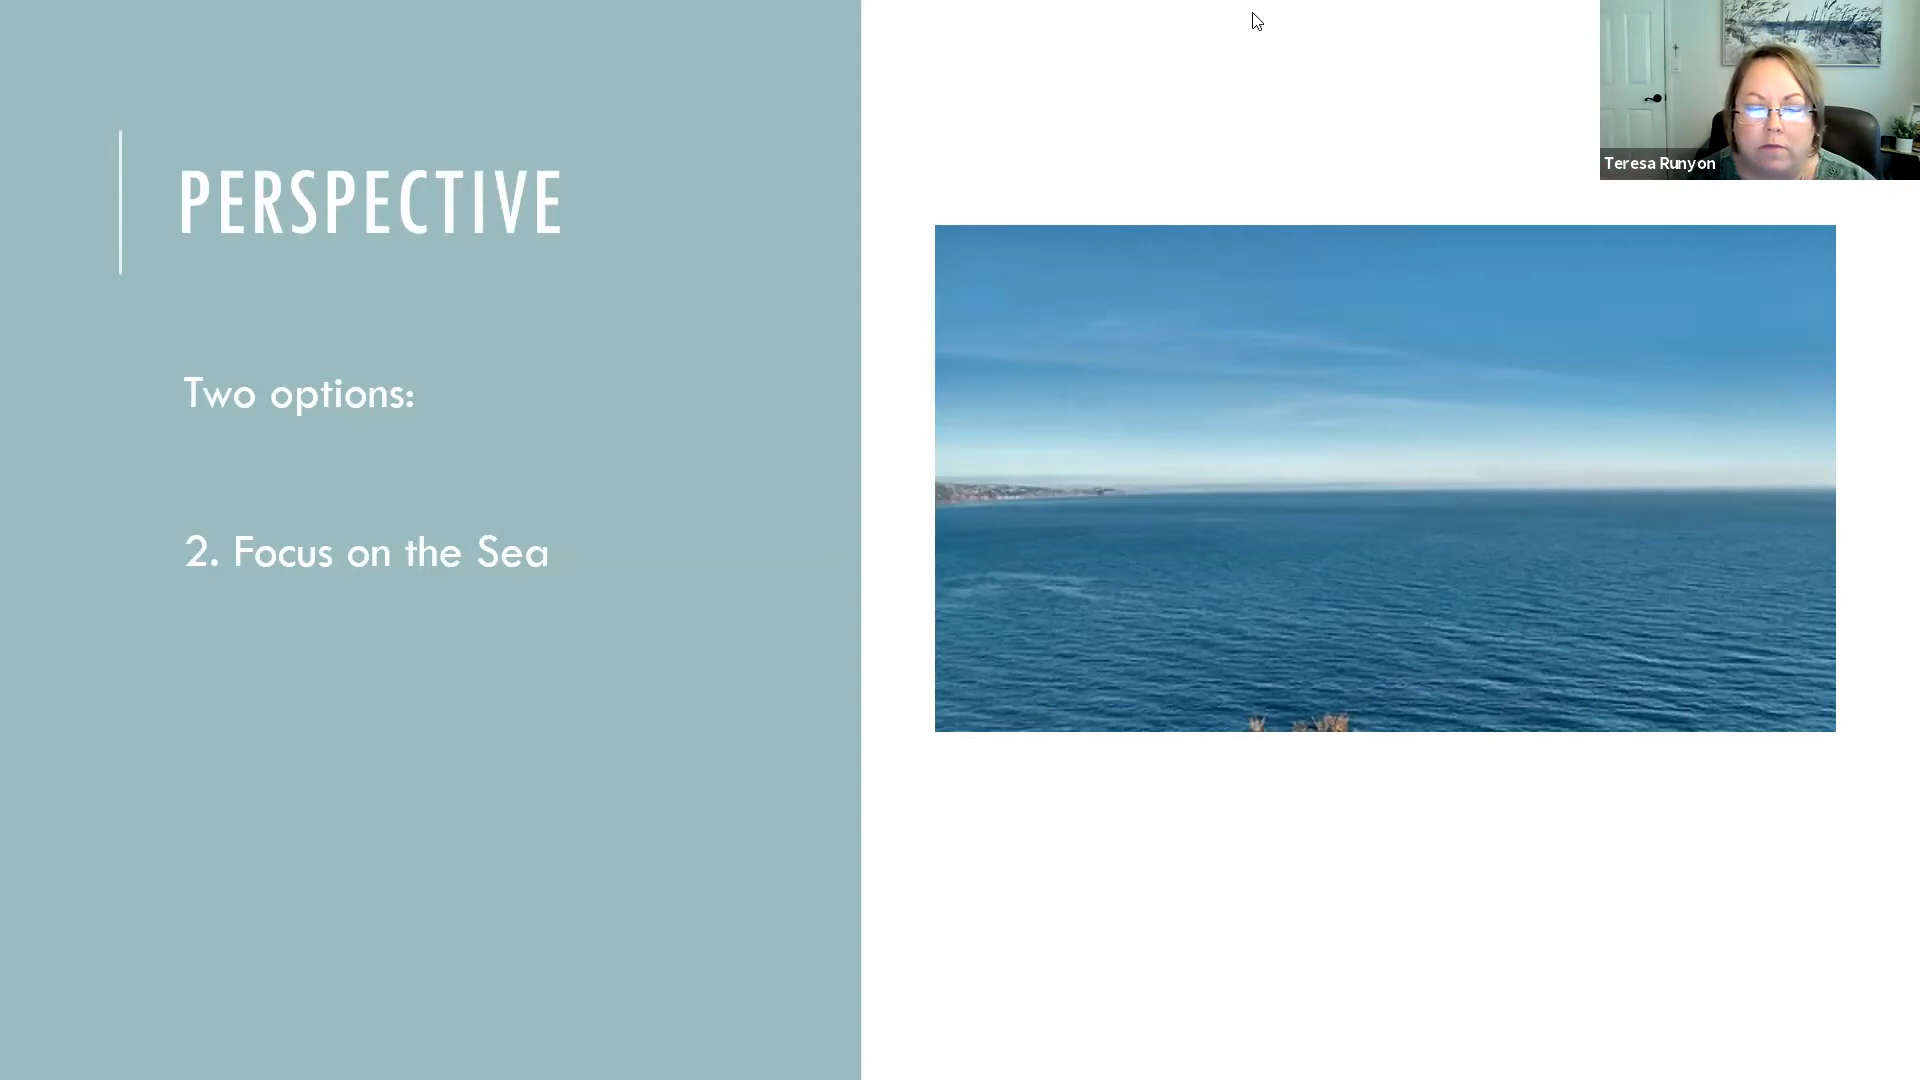 PERSPECTIVE
Two options:
2. Focus on the Sea
Teresa Runyon